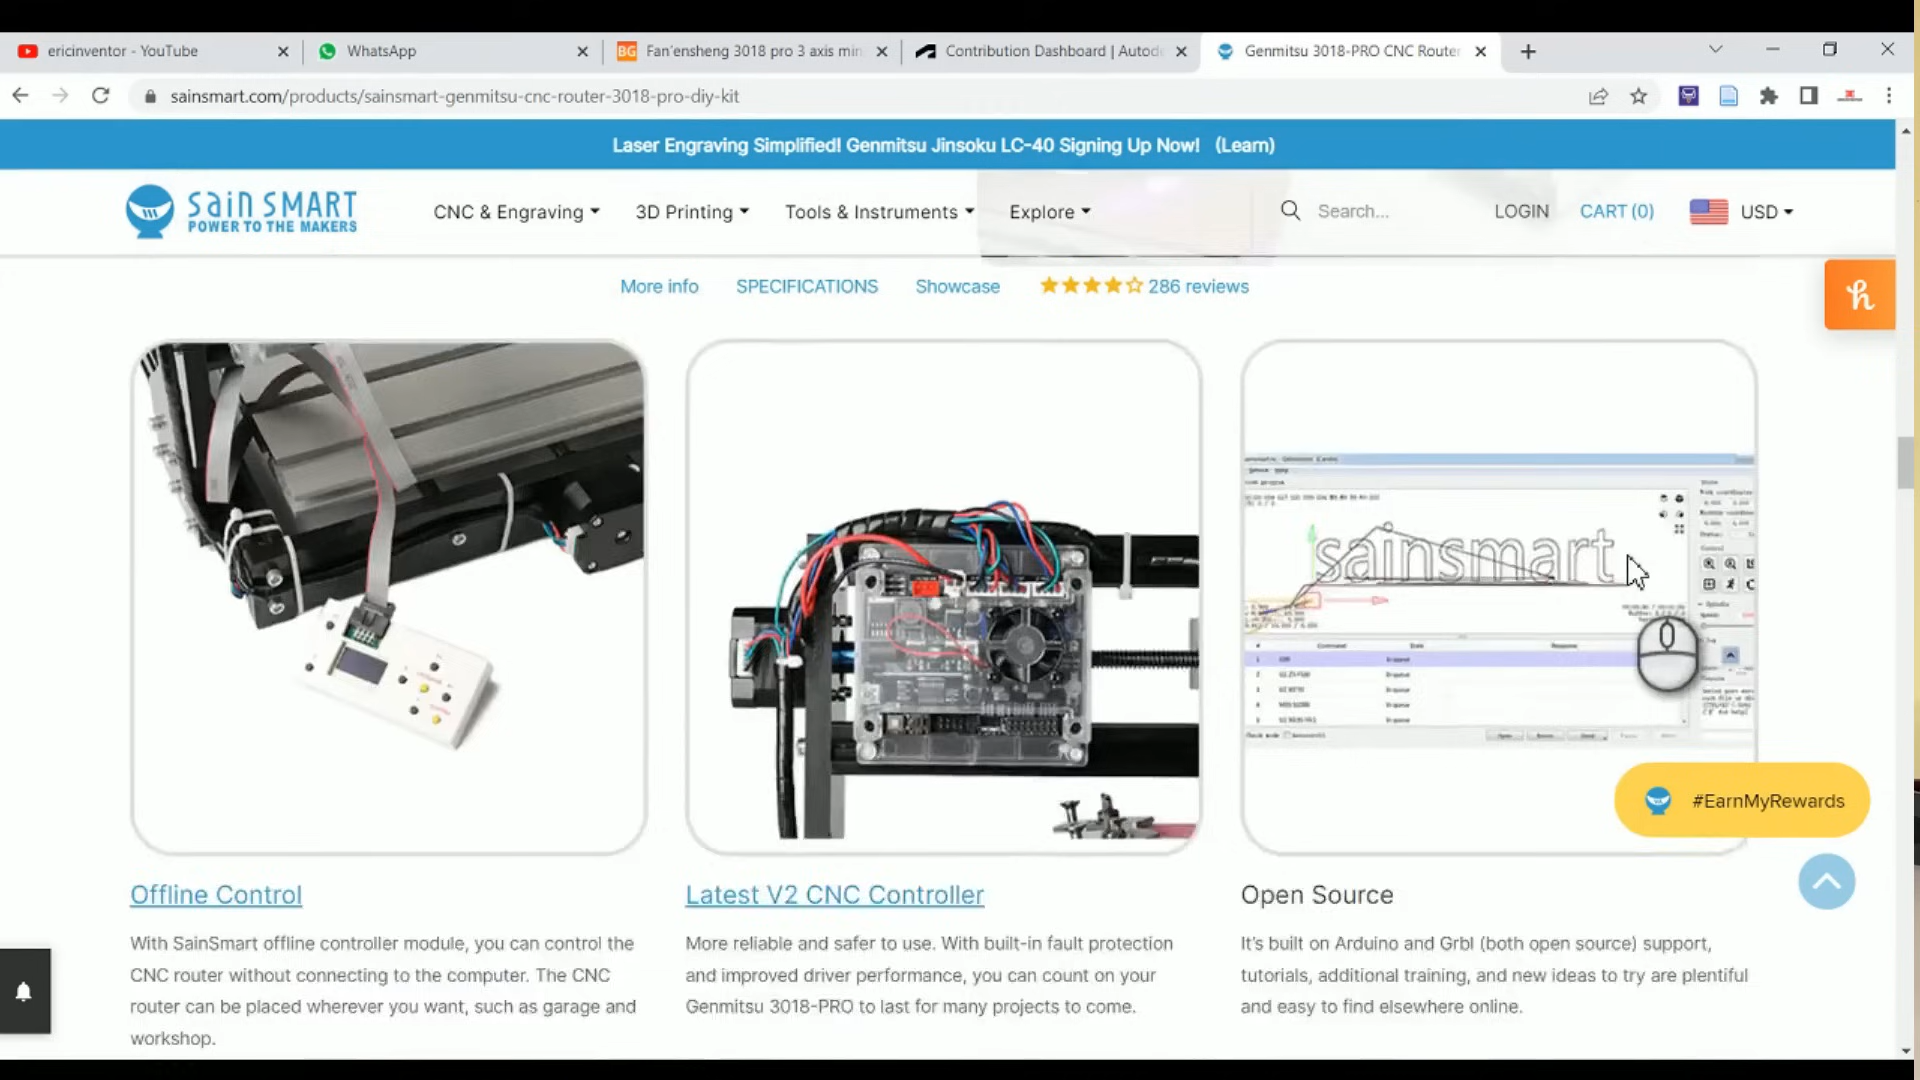 ericinventor - YouTube
WhatsApp
BG Fan'ensheng 3018 pro 3 axis min
Contribution Dashboard | Autod
Genmitsu 3018-PRO CNC Router
sainsmart.com/products/sainsmart-genmitsu-cnc-router-3018-pro-diy-kit
Laser Engraving Simplified! Genmitsu Jinsoku LC-40 Signing Up Now! (Learn)
SainSMART
POWER TO THE MAKERS
CNC & Engraving
3D Printing
Tools & Instruments
Explore
Search...
LOGIN
CART (0)
USD
More info
SPECIFICATIONS
Showcase
286 reviews
h
sainsmart
#EarnMyRewards
Offline Control
With SainSmart offline controller module, you can control the
CNC router without connecting to the computer. The CNC
router can be placed wherever you want, such as garage and
workshop.
Latest V2 CNC Controller
More reliable and safer to use. With built-in fault protection
and improved driver performance, you can count on your
Genmitsu 3018-PRO to last for many projects to come.
Open Source
It's built on Arduino and Grbl (both open source) support,
tutorials, additional training, and new ideas to try are plentiful
and easy to find elsewhere online.